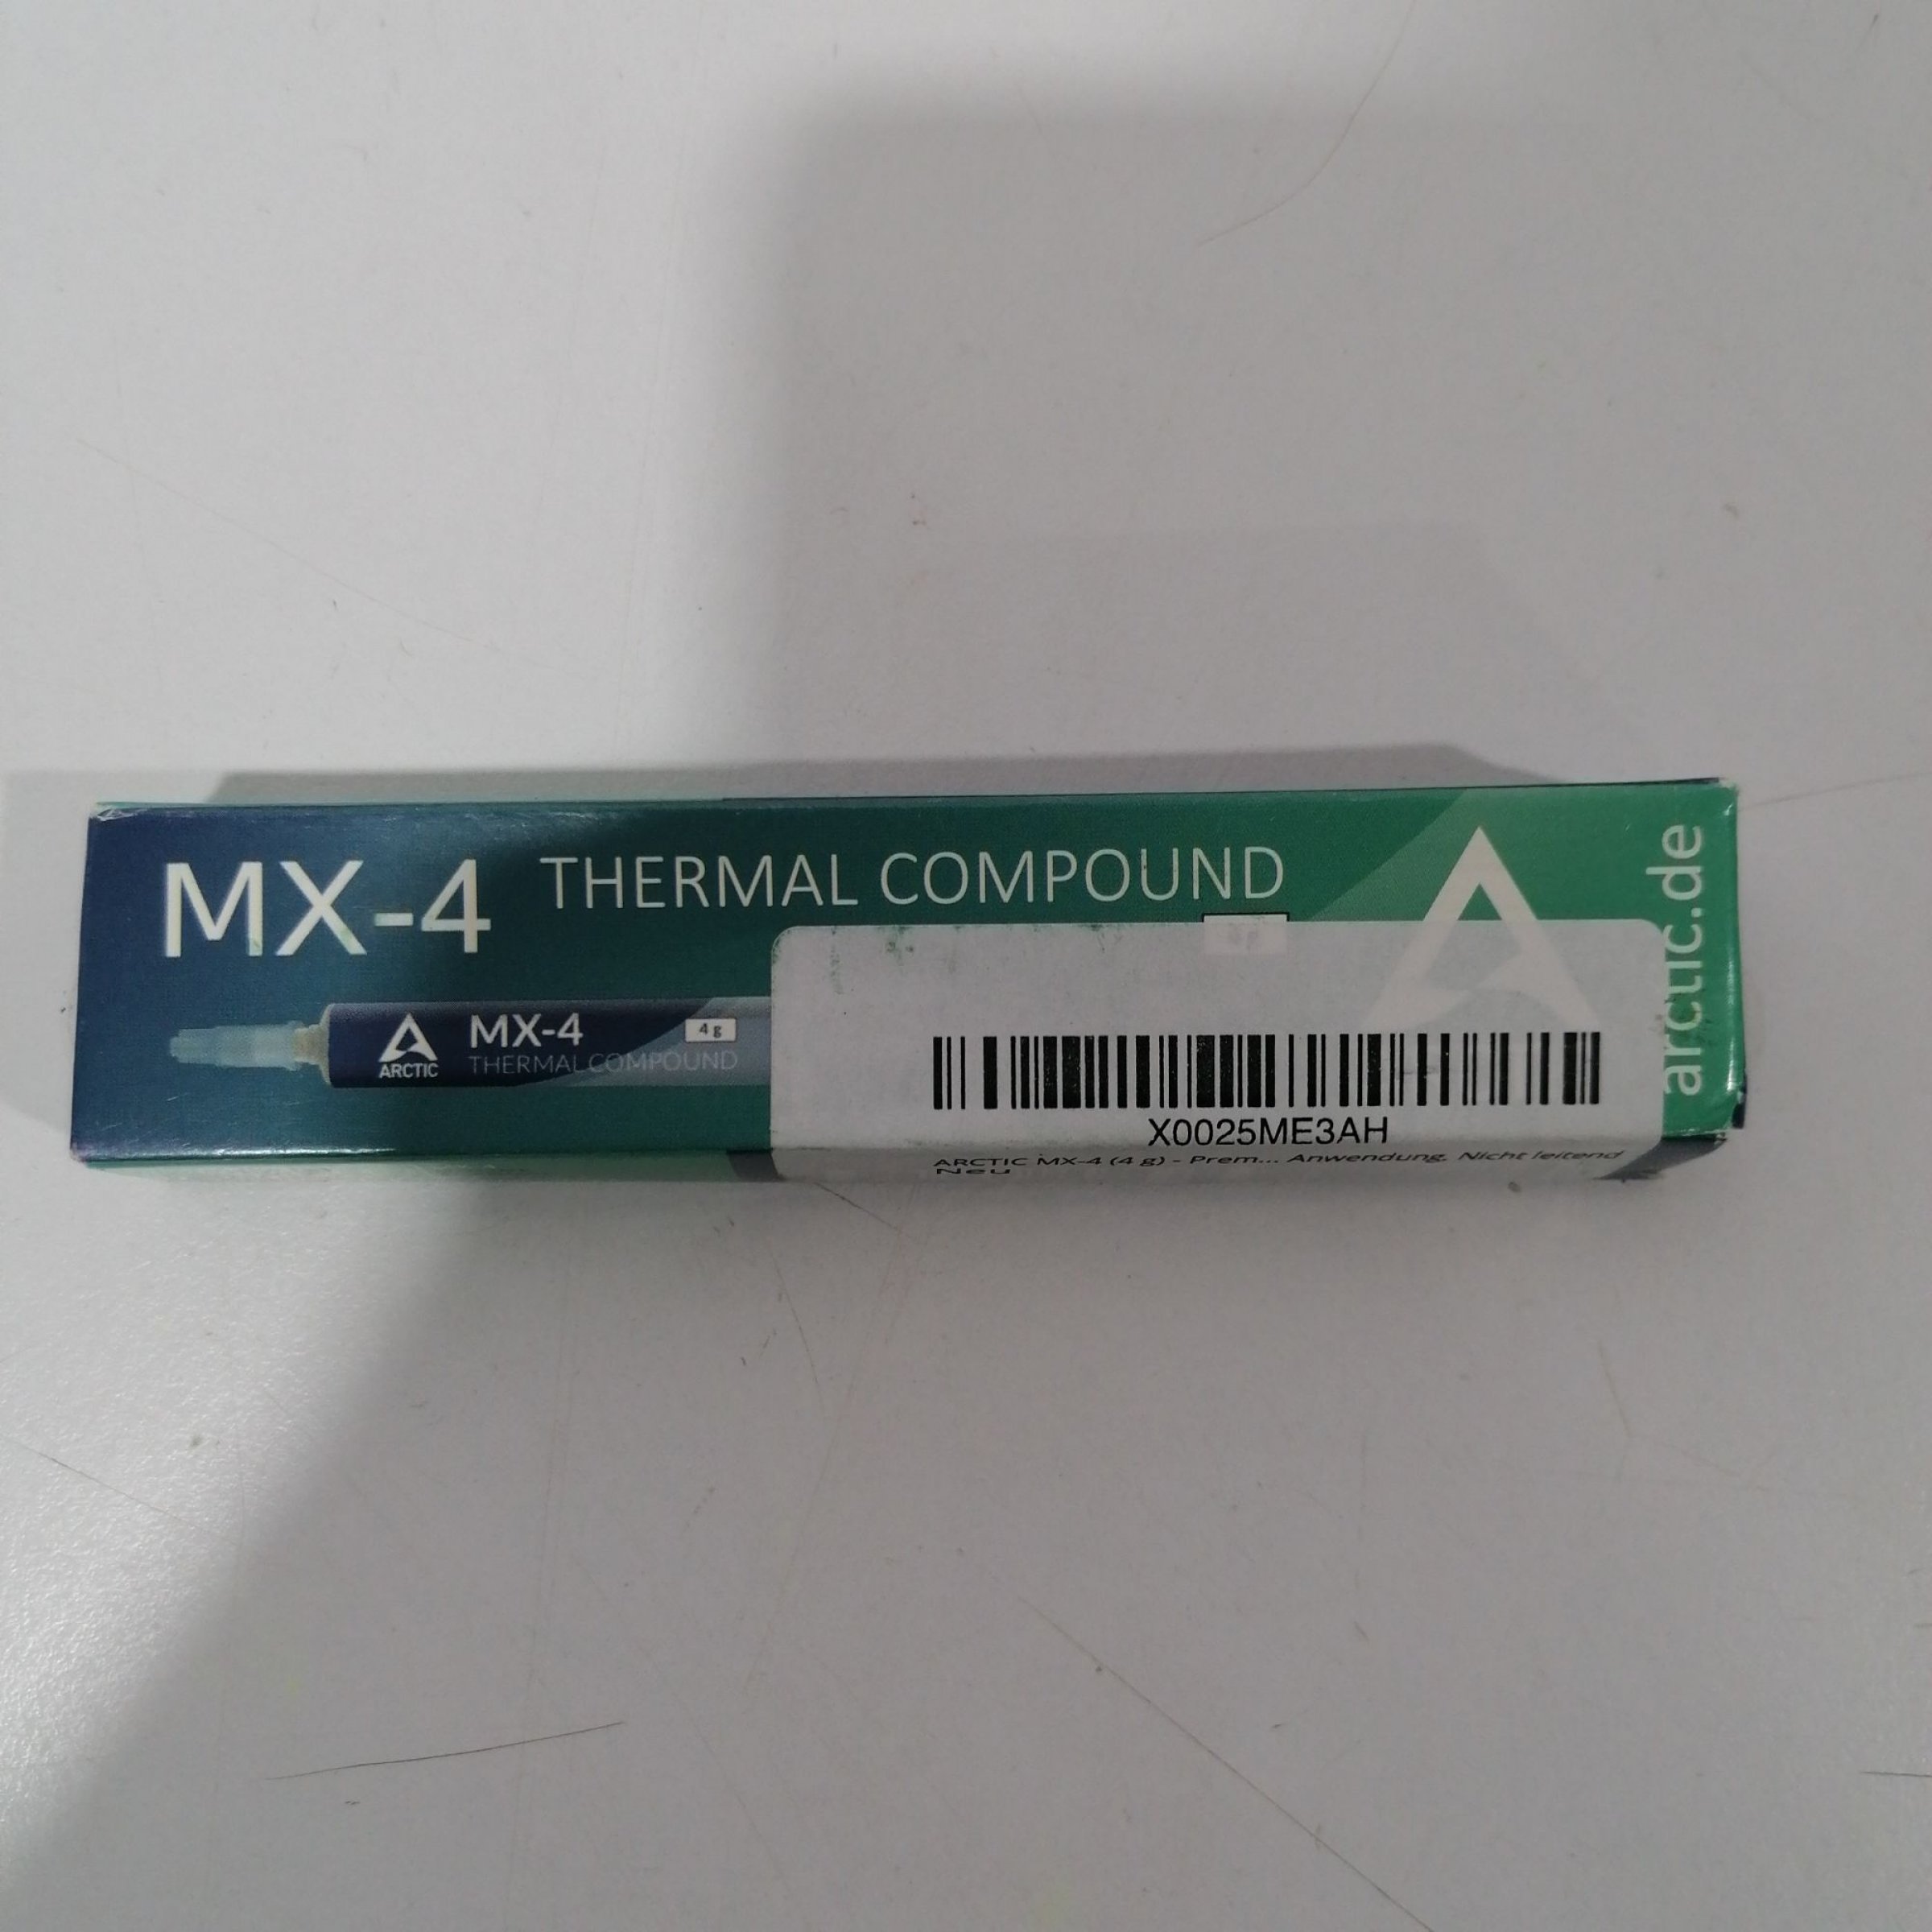 MX-4 THERMAL COMPOUND
4g
ARCTIC
MX-4
4g
THERMAL COMPOUND
arctic.de
X0025ME3AH
ARCTIC MX-4 (4 g) - Prem... Anwendung. Nicht leitend
Neu